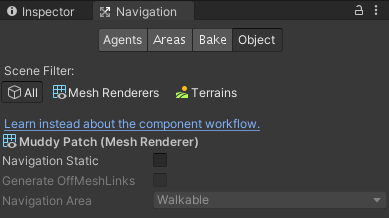 Inspector Navigation
Agents Areas Bake Object
Scene Filter:
All Mesh Renderers Terrains
Learn instead about the component workflow.
Muddy Patch (Mesh Renderer)
Navigation Static
Generate OffMeshLinks
Navigation Area Walkable